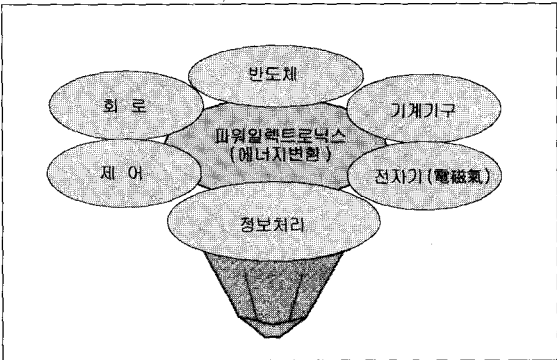 반도체
회 로
기계기구
파워일렉트로닉스
(에너지변환)
제 어
전자기(電磁氣)
정보처리